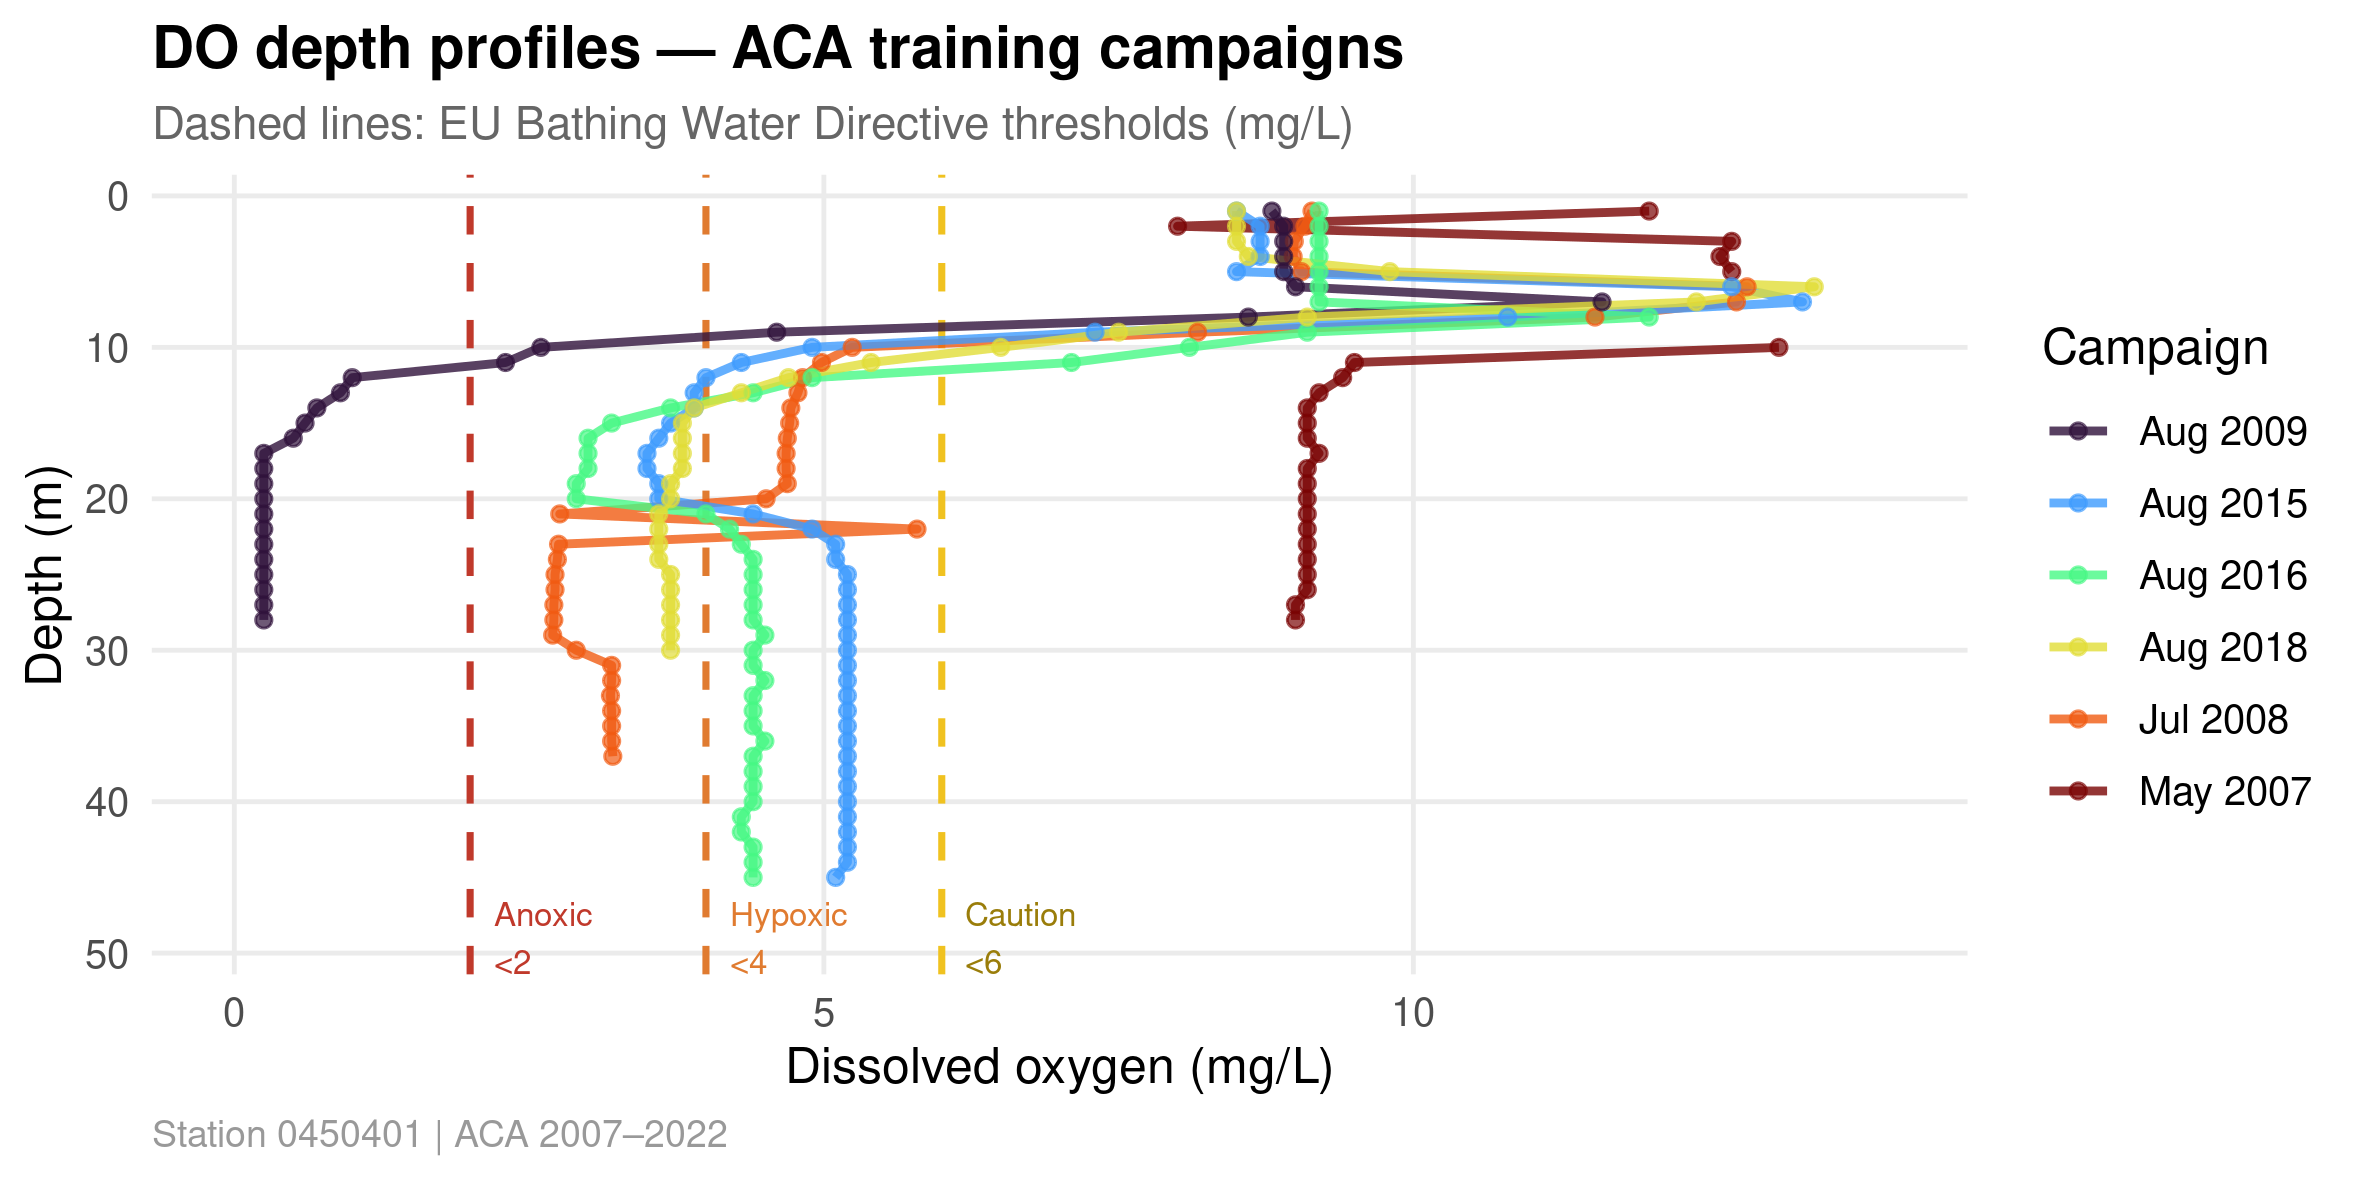 DO depth profiles — ACA training campaigns
Dashed lines: EU Bathing Water Directive thresholds (mg/L)
0
10
20
30
40
50
Depth (m)
Anoxic
<2
Hypoxic
<4
Caution
<6
0
5
10
Dissolved oxygen (mg/L)
Campaign
Aug 2009
Aug 2015
Aug 2016
Aug 2018
Jul 2008
May 2007
Station 0450401 | ACA 2007–2022